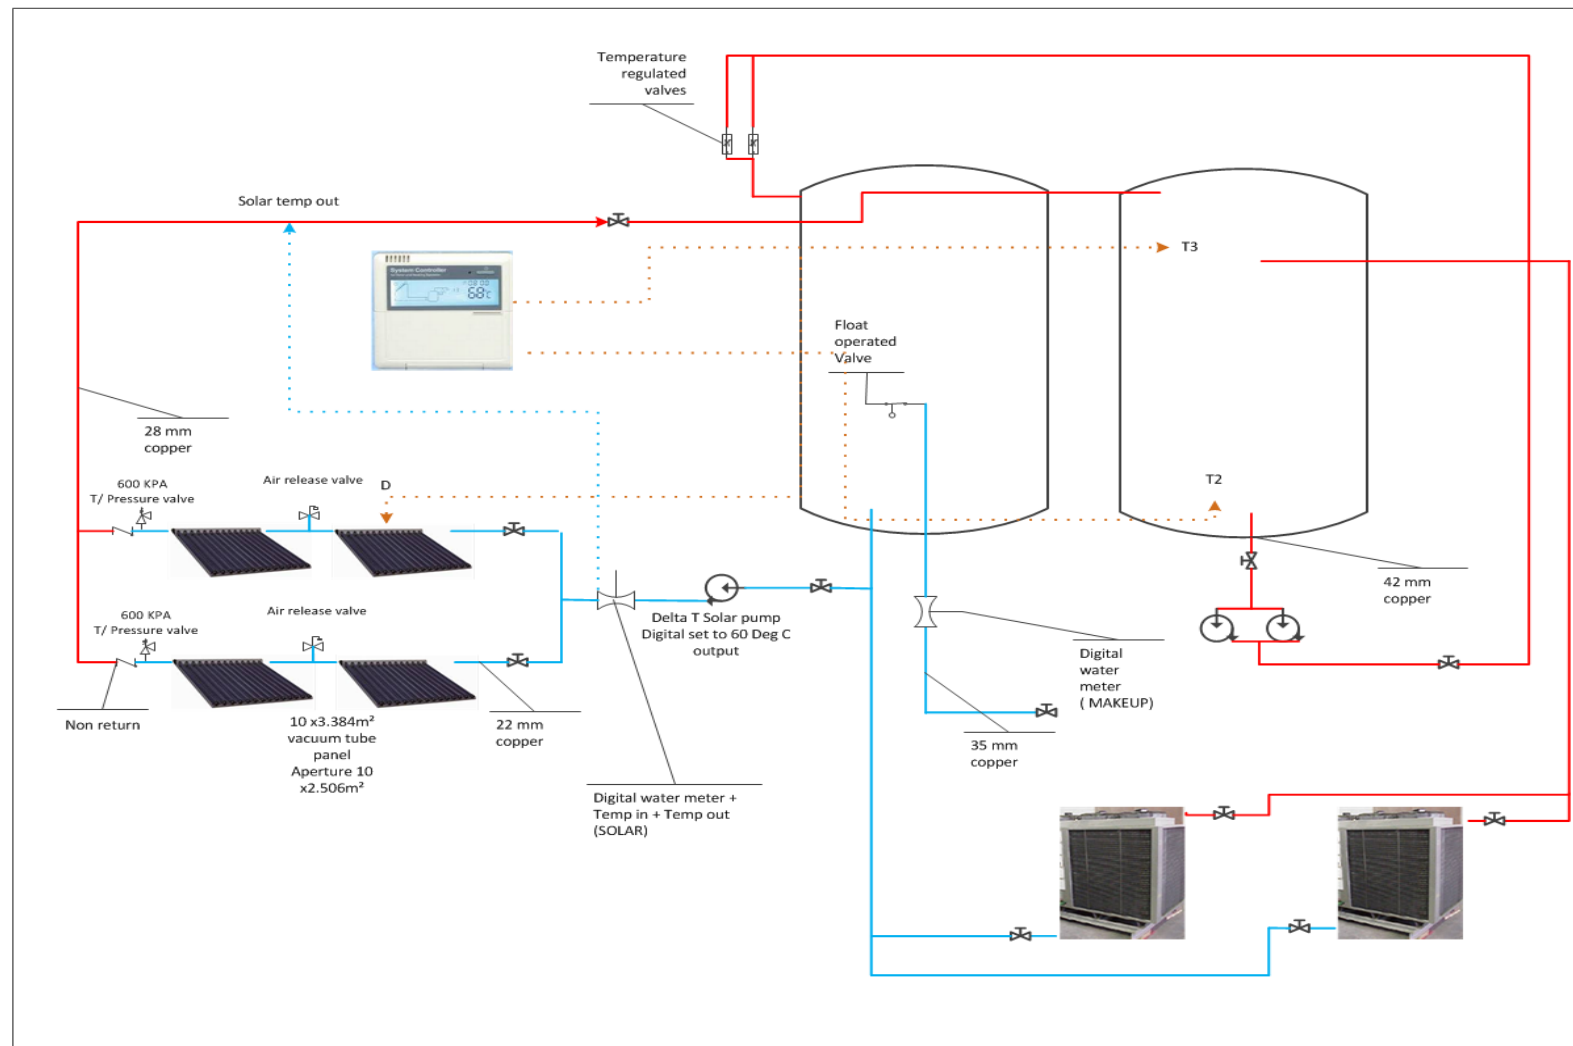 Temperature
regulated
valves
Solar temp out
System Controller
68°C
T3
Float
operated
Valve
28 mm
copper
600 KPA
T/ Pressure valve
Air release valve
D
T2
42 mm
copper
600 KPA
T/ Pressure valve
Air release valve
Delta T Solar pump
Digital set to 60 Deg C
output
Digital
water
meter
( MAKEUP)
Non return
10 x3.384m²
vacuum tube
panel
Aperture 10
x2.506m²
22 mm
copper
35 mm
copper
Digital water meter +
Temp in + Temp out
(SOLAR)